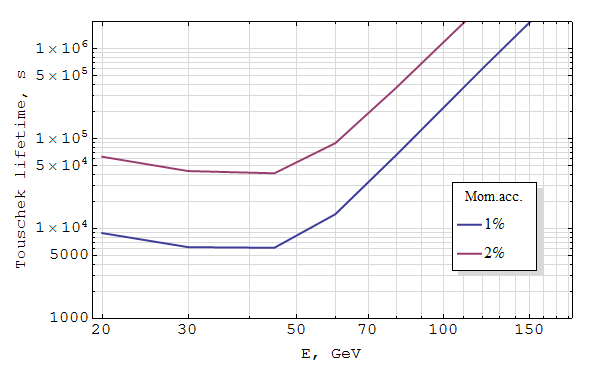 Touschek lifetime, s
1×10⁶
5×10⁵
1×10⁵
5×10⁴
1×10⁴
5000
1000
Mom.acc.
1%
2%
20 30 50 70 100 150
E, GeV